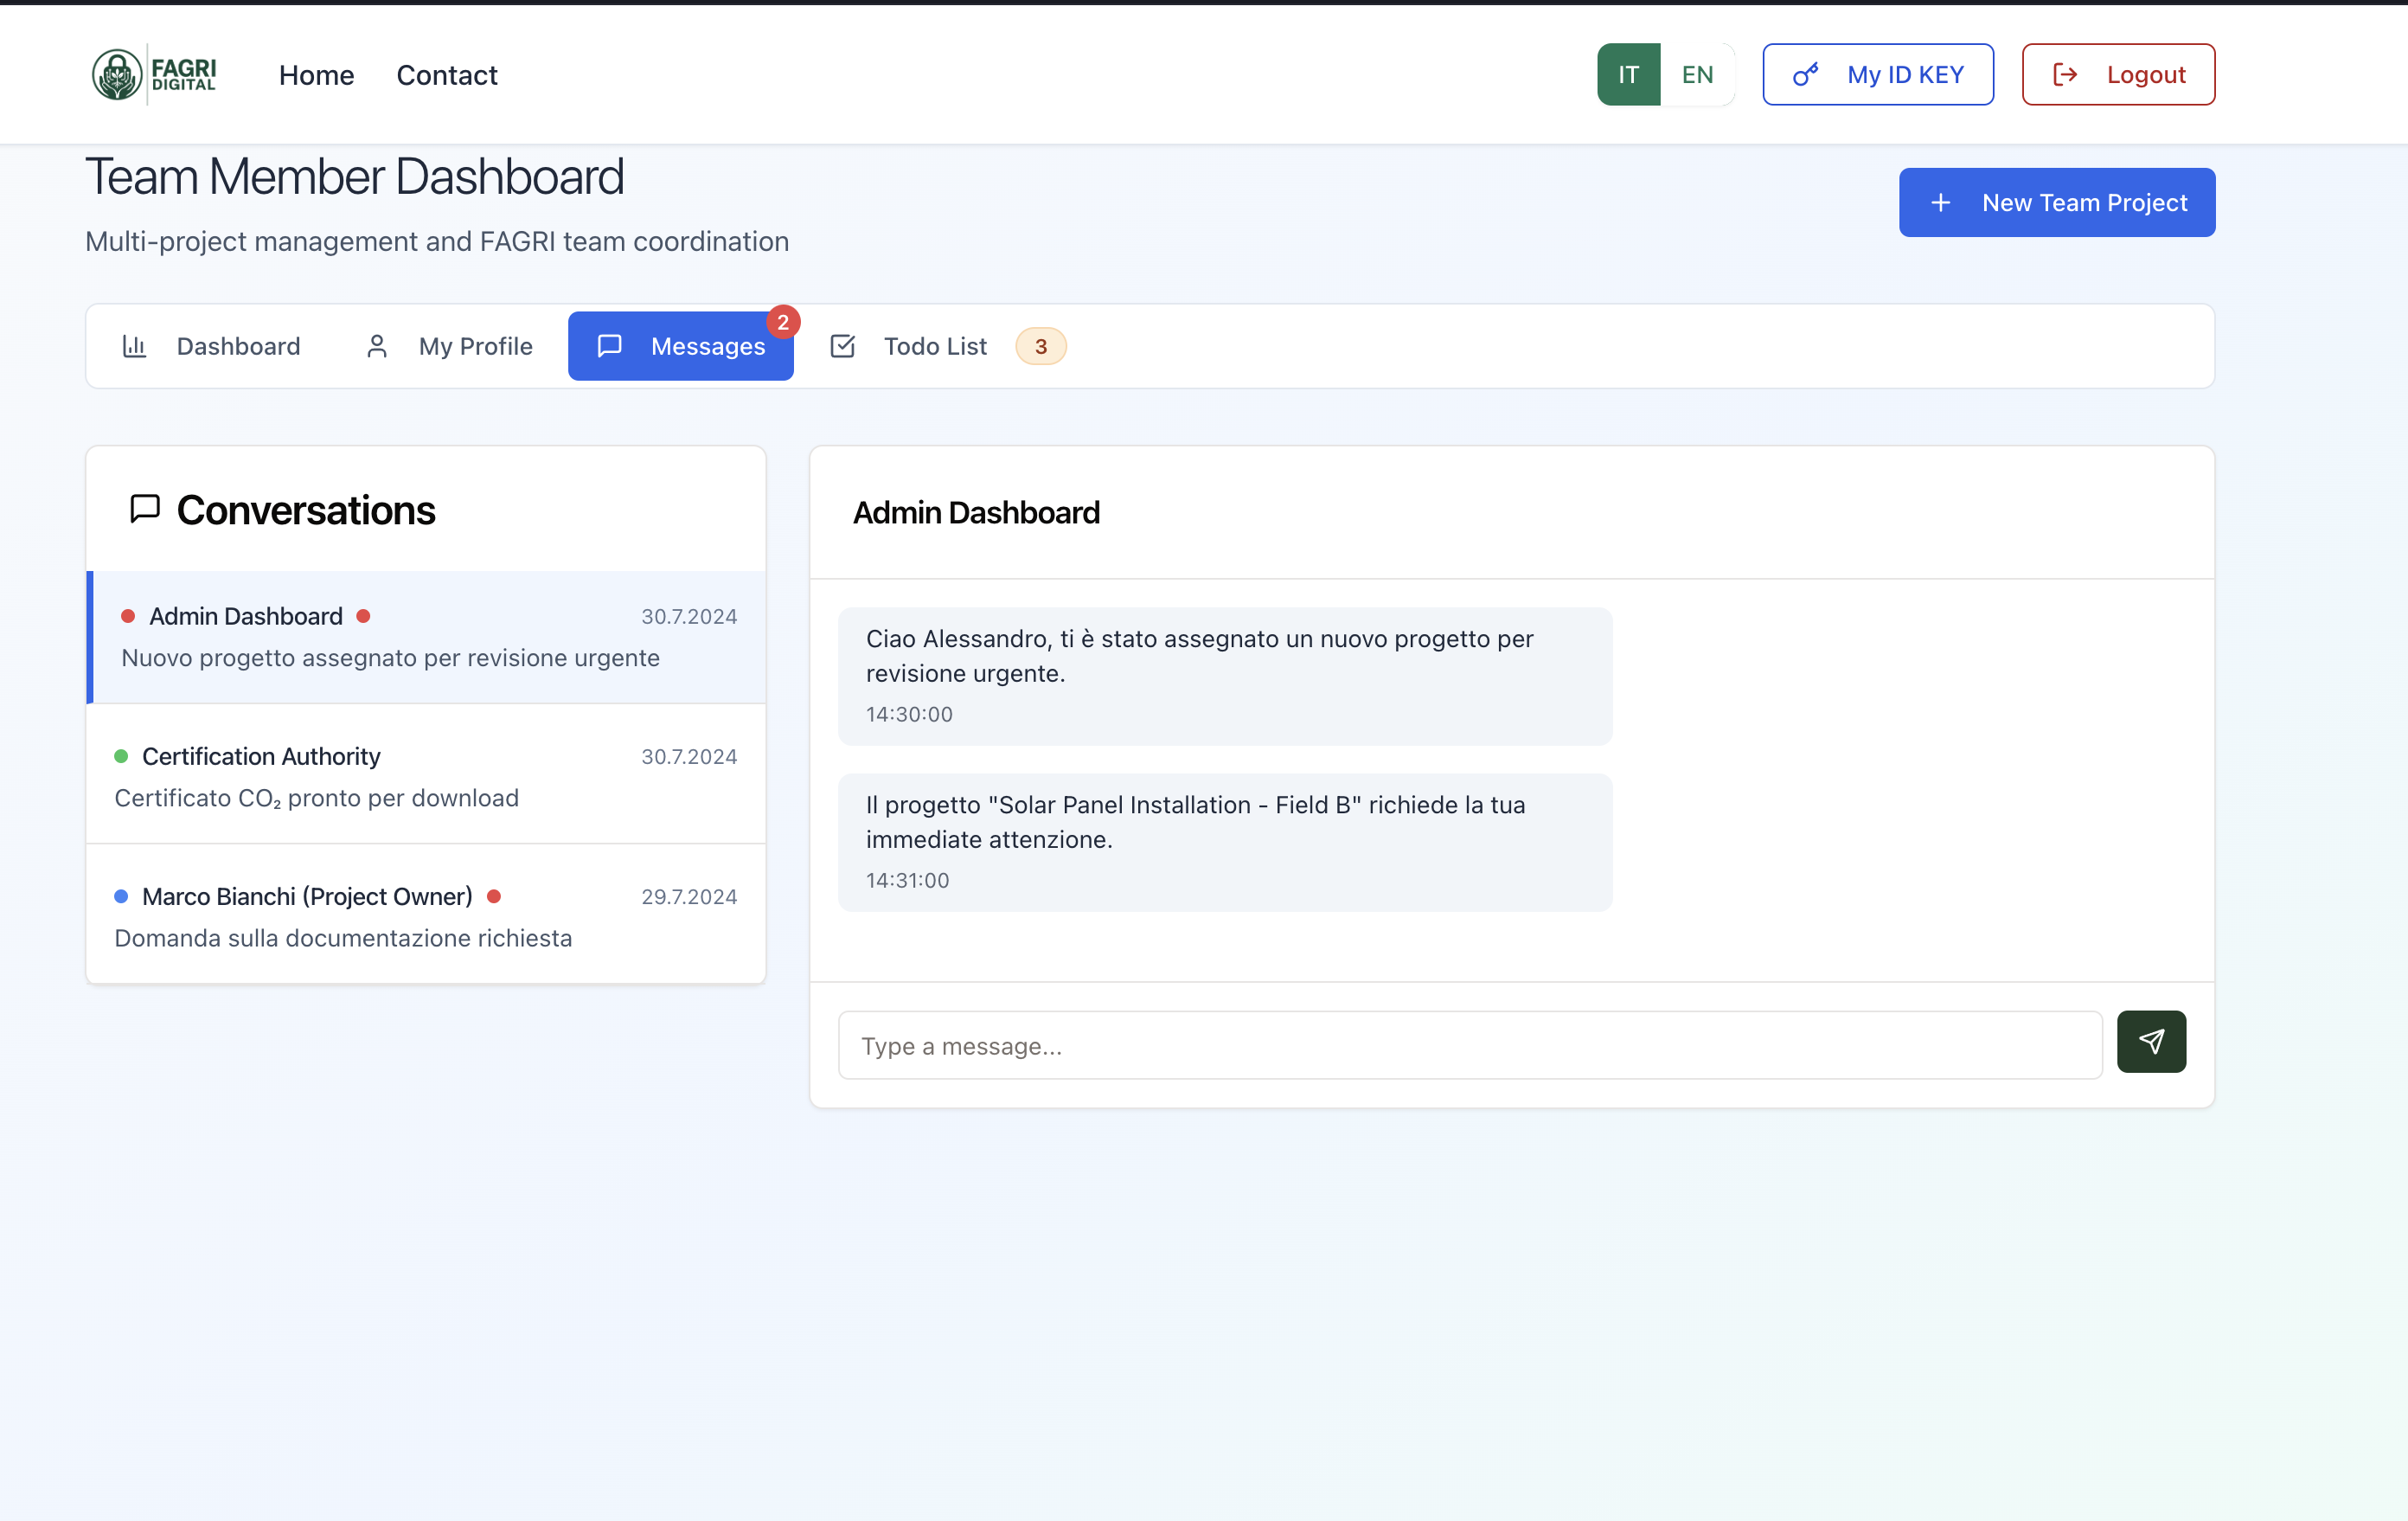 FAGRI
DIGITAL
Home
Contact
IT
EN
My ID KEY
Logout
Team Member Dashboard
Multi-project management and FAGRI team coordination
+ New Team Project
Dashboard
My Profile
Messages
2
Todo List
3
Conversations
Admin Dashboard
30.7.2024
Nuovo progetto assegnato per revisione urgente
Certification Authority
30.7.2024
Certificato CO₂ pronto per download
Marco Bianchi (Project Owner)
29.7.2024
Domanda sulla documentazione richiesta
Admin Dashboard
Ciao Alessandro, ti è stato assegnato un nuovo progetto per
revisione urgente.
14:30:00
Il progetto "Solar Panel Installation - Field B" richiede la tua
immediate attenzione.
14:31:00
Type a message...